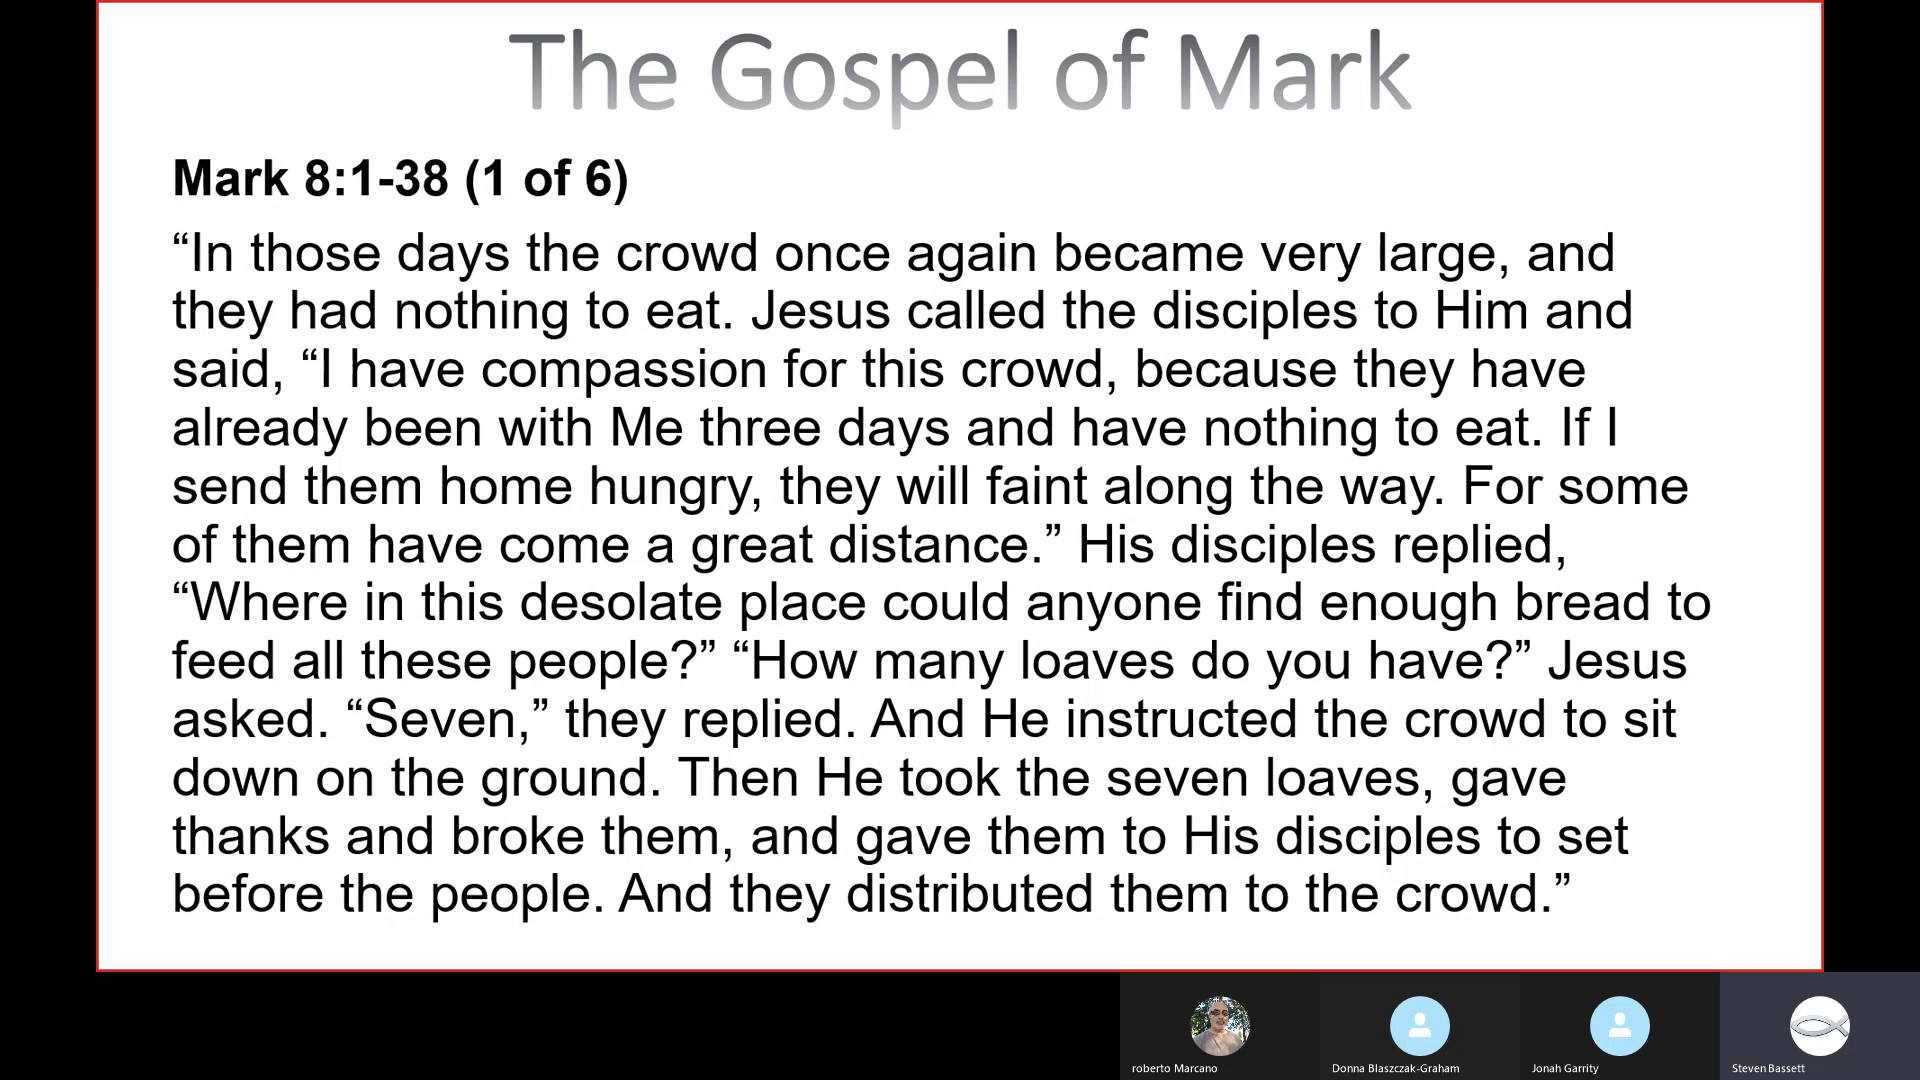 The Gospel of Mark
Mark 8:1-38 (1 of 6)
“In those days the crowd once again became very large, and
they had nothing to eat. Jesus called the disciples to Him and
said, “I have compassion for this crowd, because they have
already been with Me three days and have nothing to eat. If I
send them home hungry, they will faint along the way. For some
of them have come a great distance.” His disciples replied,
“Where in this desolate place could anyone find enough bread to
feed all these people?” “How many loaves do you have?” Jesus
asked. “Seven,” they replied. And He instructed the crowd to sit
down on the ground. Then He took the seven loaves, gave
thanks and broke them, and gave them to His disciples to set
before the people. And they distributed them to the crowd.”
roberto Marcano
Donna Blaszczak-Graham
Jonah Garrity
Steven Bassett